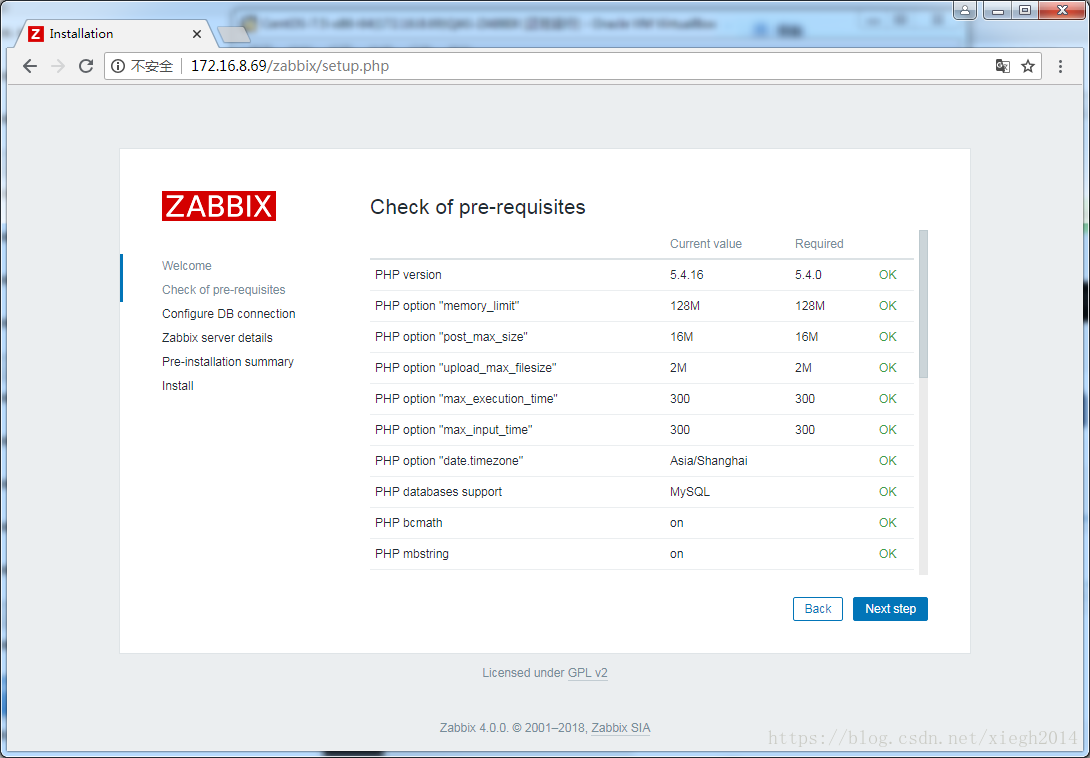 Installation
不安全 172.16.8.69/zabbix/setup.php
ZABBIX
Welcome
Check of pre-requisites
Configure DB connection
Zabbix server details
Pre-installation summary
Install
Check of pre-requisites
Current value Required
PHP version 5.4.16 5.4.0 OK
PHP option "memory_limit" 128M 128M OK
PHP option "post_max_size" 16M 16M OK
PHP option "upload_max_filesize" 2M 2M OK
PHP option "max_execution_time" 300 300 OK
PHP option "max_input_time" 300 300 OK
PHP option "date.timezone" Asia/Shanghai OK
PHP databases support MySQL OK
PHP bcmath on OK
PHP mbstring on OK
Back Next step
Licensed under GPL v2
Zabbix 4.0.0. © 2001–2018, Zabbix SIA
https://blog.csdn.net/xiegh2014